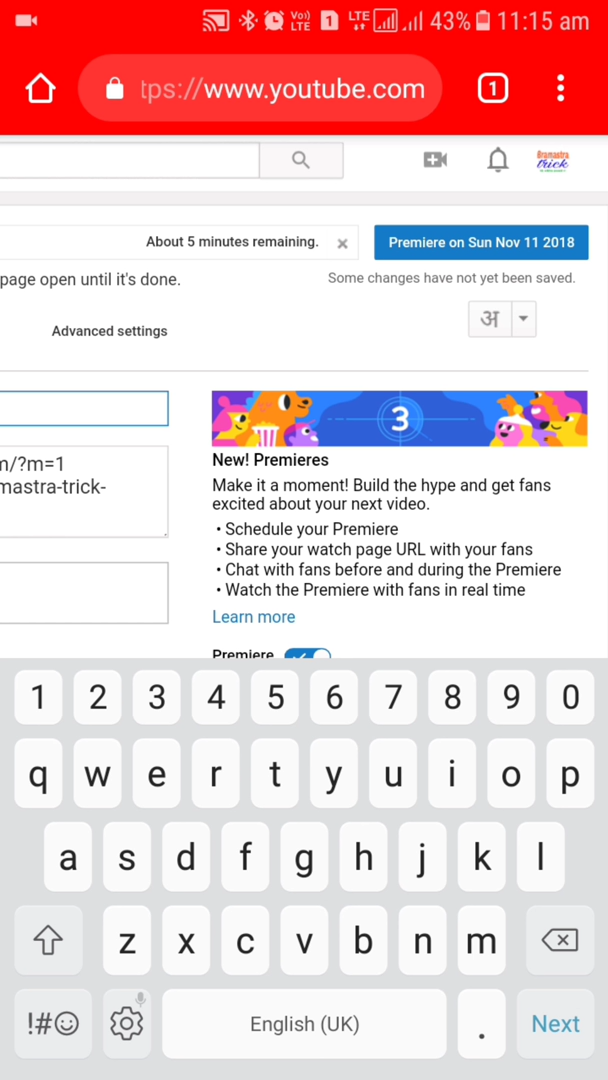 Vo))
LTE
1
LTE
43%
11:15 am
tps://www.youtube.com
1
Bramastra
trick
About 5 minutes remaining.
×
Premiere on Sun Nov 11 2018
page open until it's done.
Some changes have not yet been saved.
Advanced settings
अ
3
m/?m=1
mastra-trick-
New! Premieres
Make it a moment! Build the hype and get fans
excited about your next video.
• Schedule your Premiere
• Share your watch page URL with your fans
• Chat with fans before and during the Premiere
• Watch the Premiere with fans in real time
Learn more
Premiere
1 2 3 4 5 6 7 8 9 0
q w e r t y u i o p
a s d f g h j k l
z x c v b n m
!#☺ English (UK) . Next